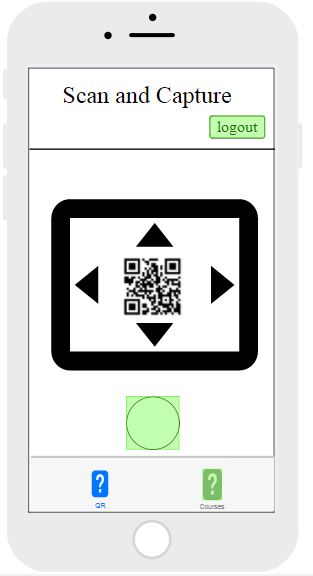 Scan and Capture
logout
?
?
QR
Courses